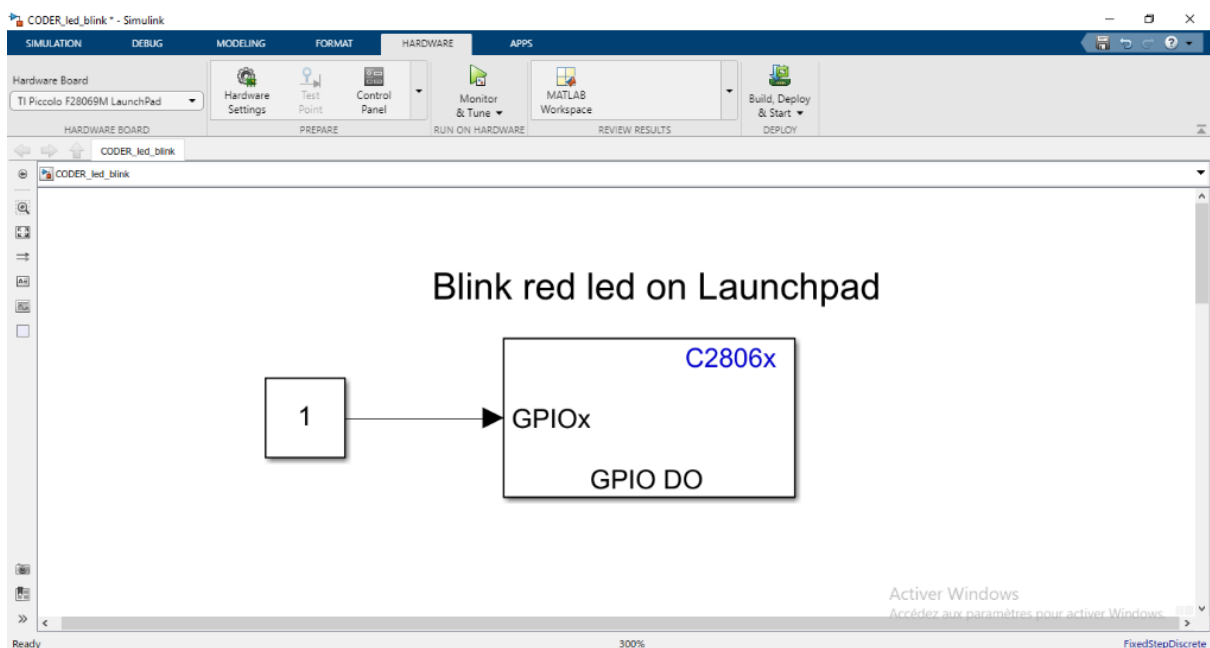 CODER_led_blink * - Simulink
SIMULATION DEBUG MODELING FORMAT HARDWARE APPS
Hardware Board
TI Piccolo F28069M LaunchPad
Hardware
Settings
Test
Point
Control
Panel
Monitor
& Tune
MATLAB
Workspace
Build, Deploy
& Start
HARDWARE BOARD PREPARE RUN ON HARDWARE REVIEW RESULTS DEPLOY
CODER_led_blink
CODER_led_blink
Blink red led on Launchpad
C2806x
1
GPIOx
GPIO DO
Activer Windows
Accédez aux paramètres pour activer Windows.
Ready 300% FixedStepDiscrete